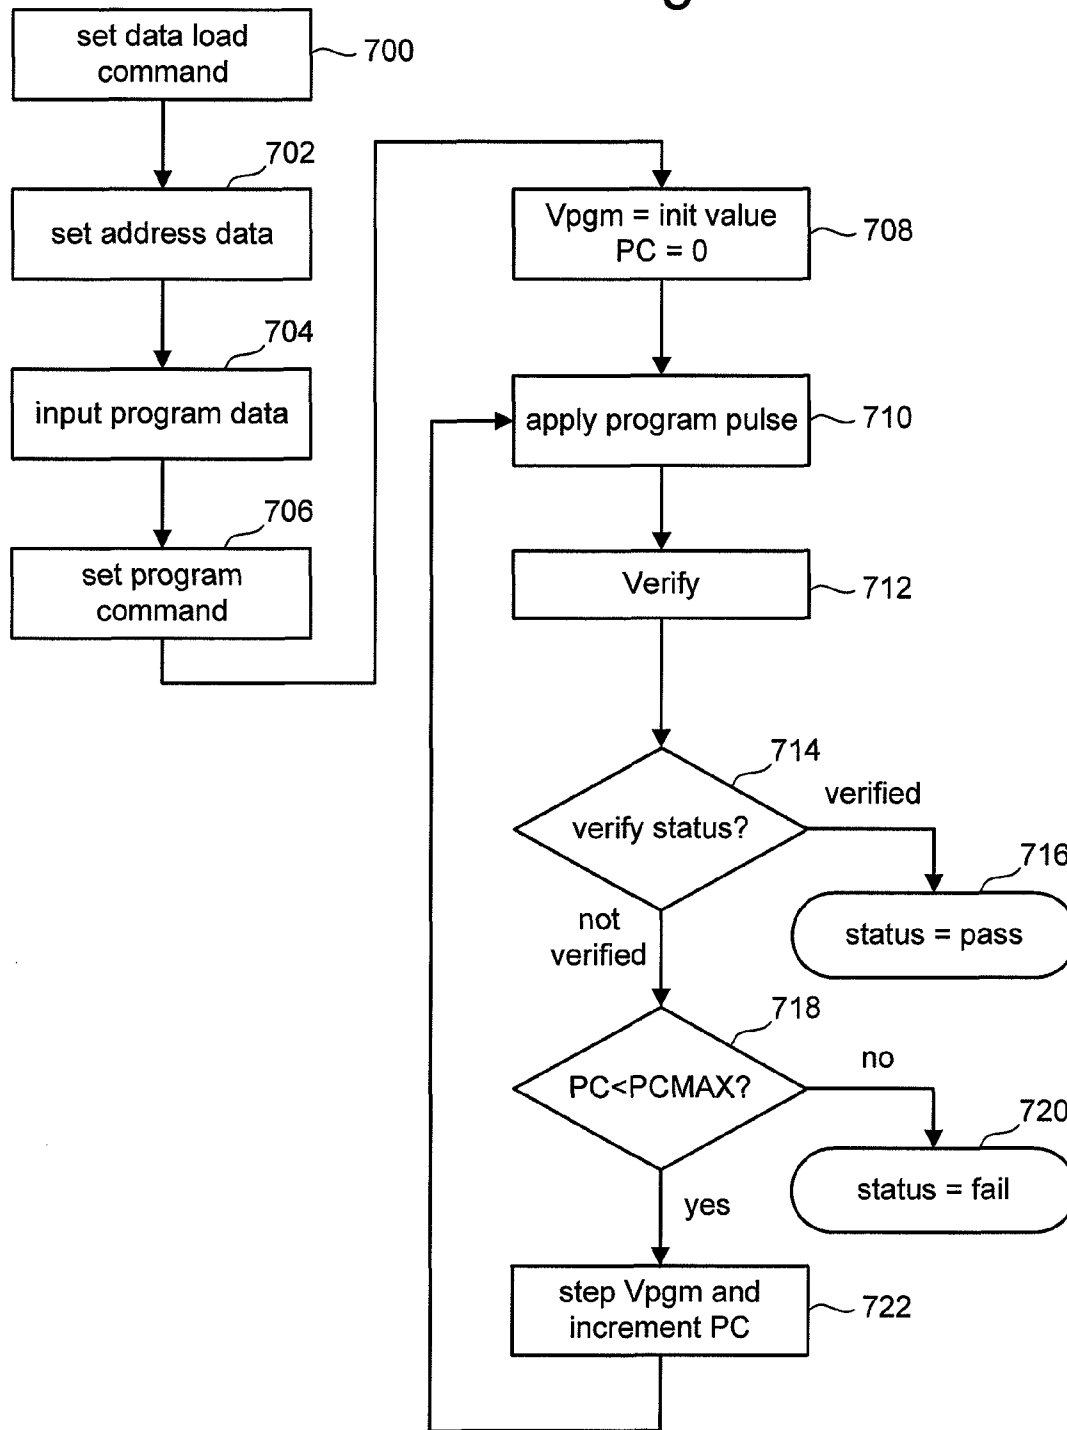 set data load
command
700
702
set address data
704
input program data
706
set program
command
Vpgm = init value
PC = 0
708
apply program pulse
710
Verify
712
714
verify status?
verified
716
status = pass
not
verified
718
PC<PCMAX?
no
720
status = fail
yes
step Vpgm and
increment PC
722